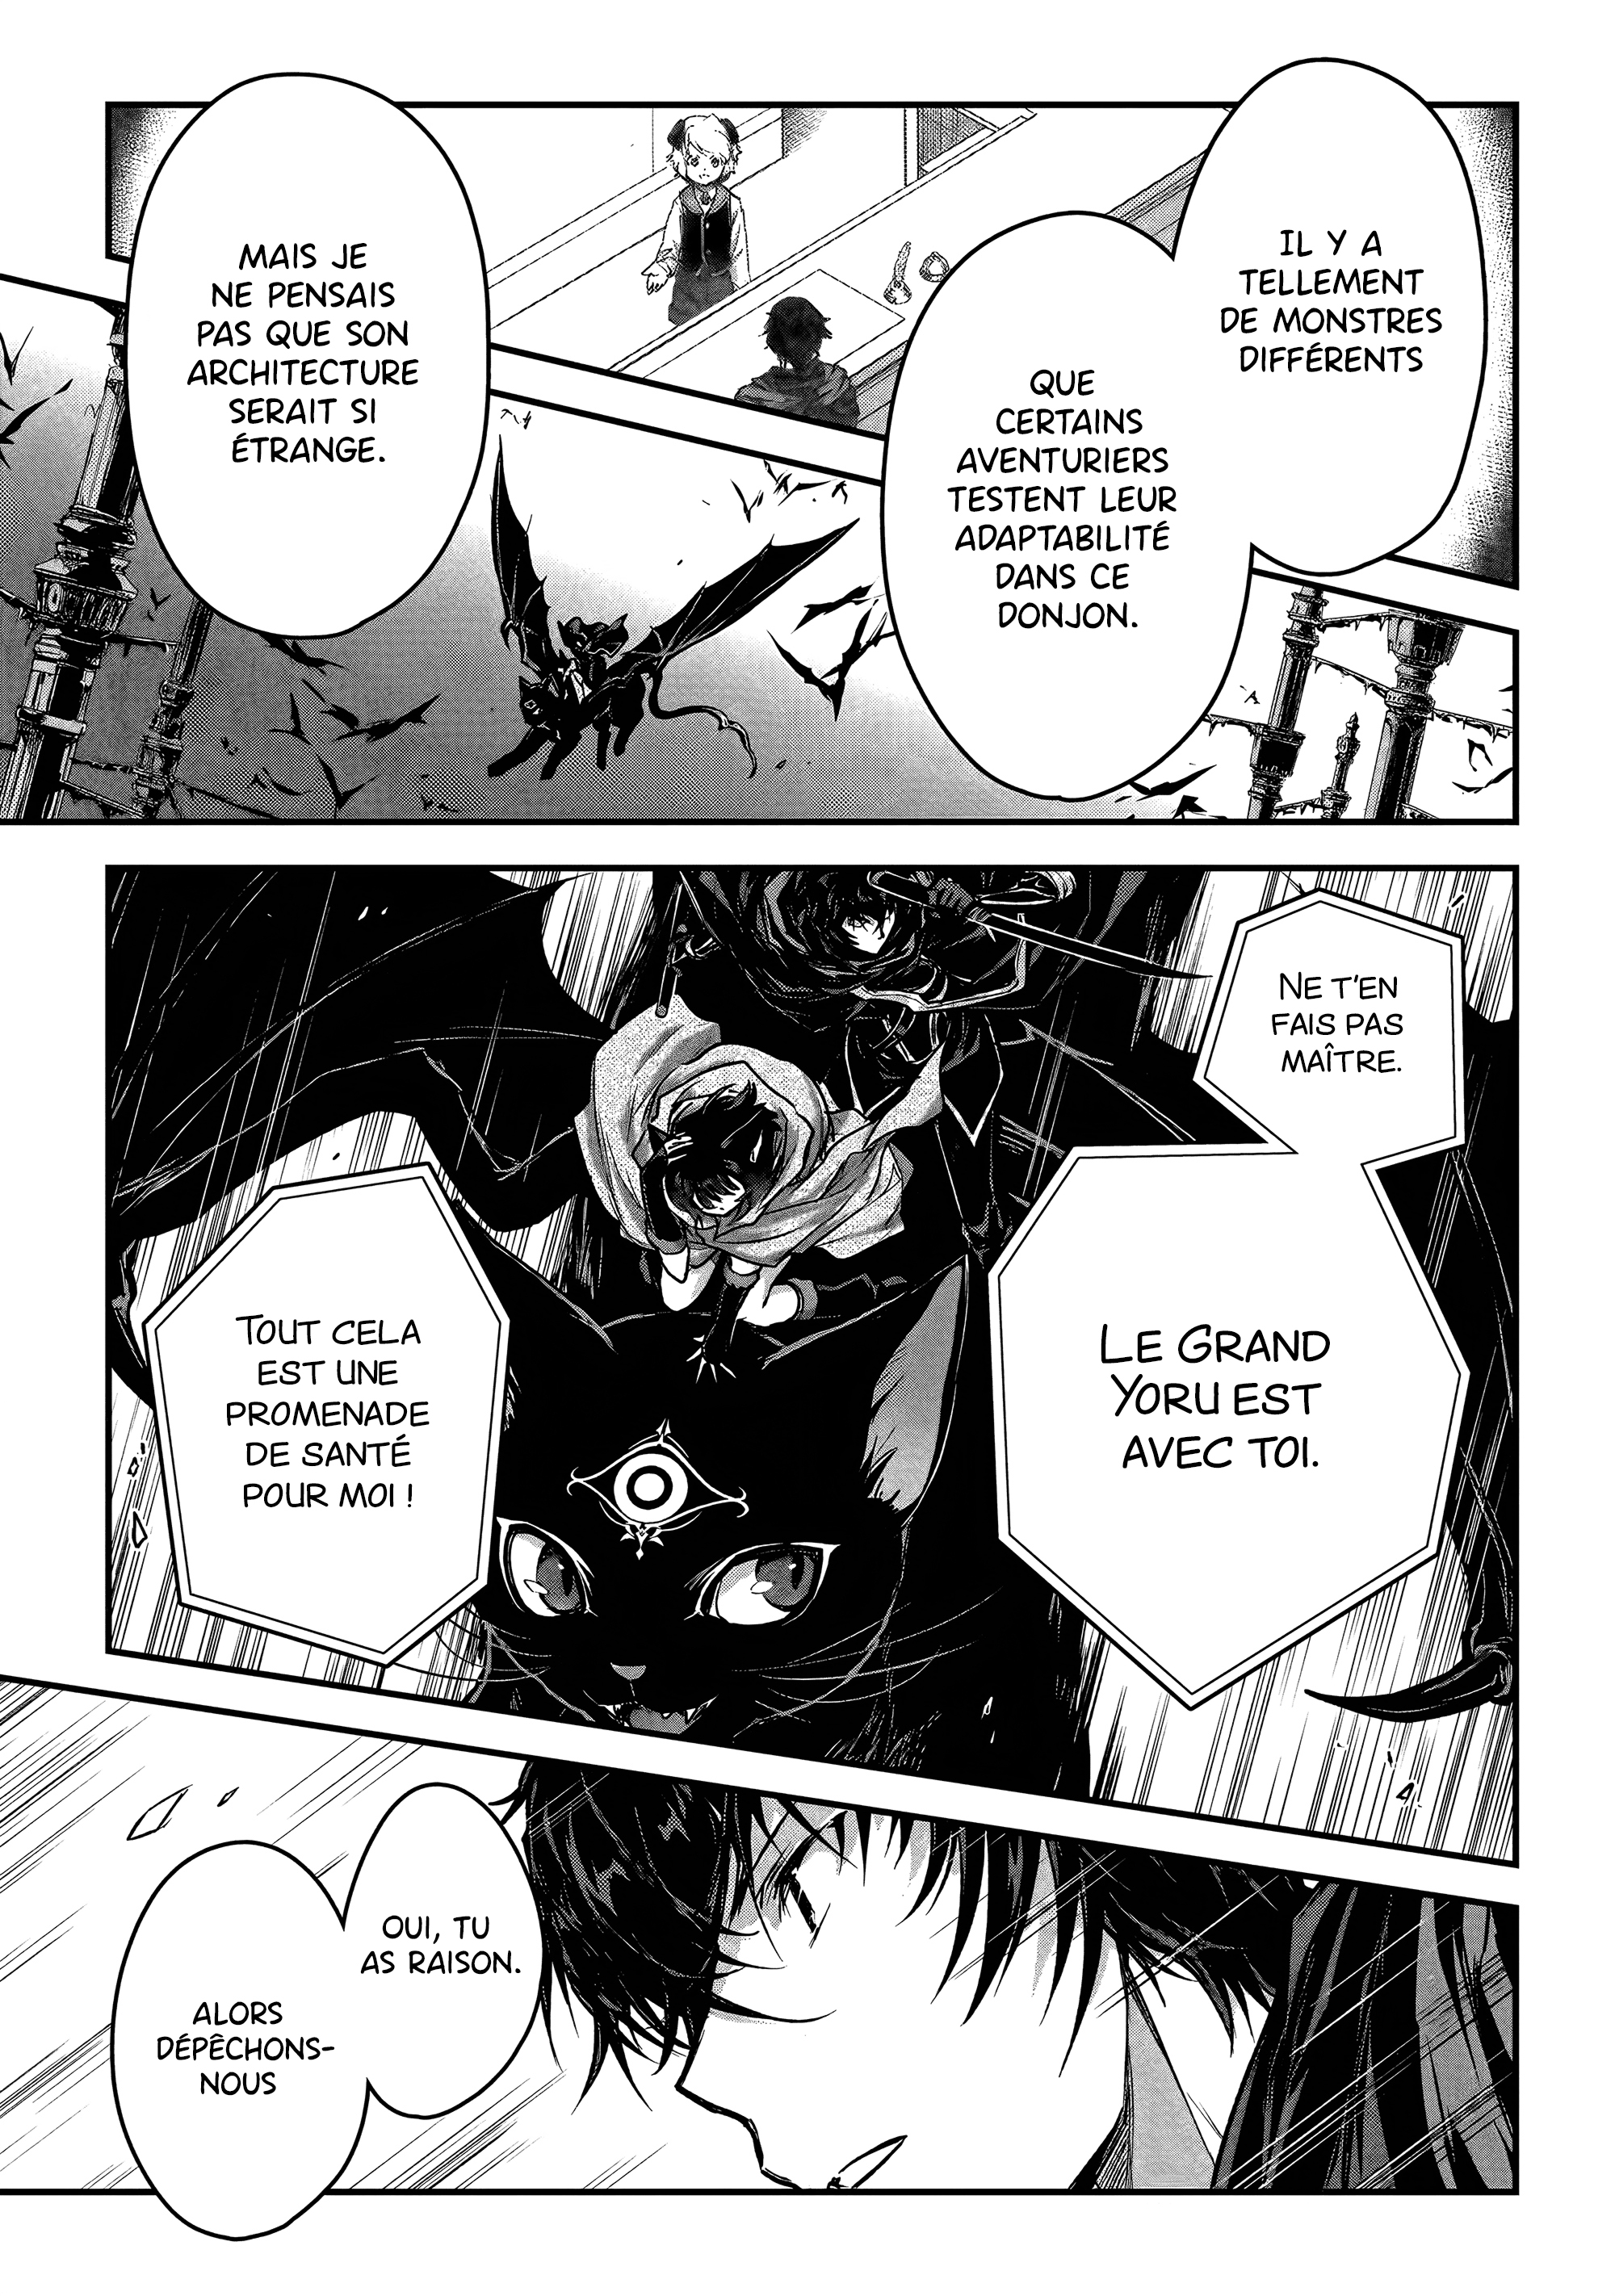 IL Y A
TELLEMENT
DE MONSTRES
DIFFÉRENTS
QUE
CERTAINS
AVENTURIERS
TESTENT LEUR
ADAPTABILITÉ
DANS CE
DONJON.
MAIS JE
NE PENSAIS
PAS QUE SON
ARCHITECTURE
SERAIT SI
ÉTRANGE.
NE T'EN
FAIS PAS
MAÎTRE.
LE GRAND
YORU EST
AVEC TOI.
TOUT CELA
EST UNE
PROMENADE
DE SANTÉ
POUR MOI !
OUI, TU
AS RAISON.
ALORS
DÉPÊCHONS-
NOUS